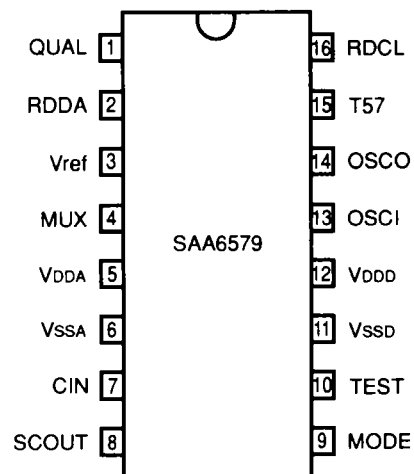 QUAL 1 16 RDCL
RDDA 2 15 T57
Vref 3 14 OSCO
MUX 4 13 OSCI
SAA6579
VDDA 5 12 VDDD
VSSA 6 11 VSSD
CIN 7 10 TEST
SCOUT 8 9 MODE